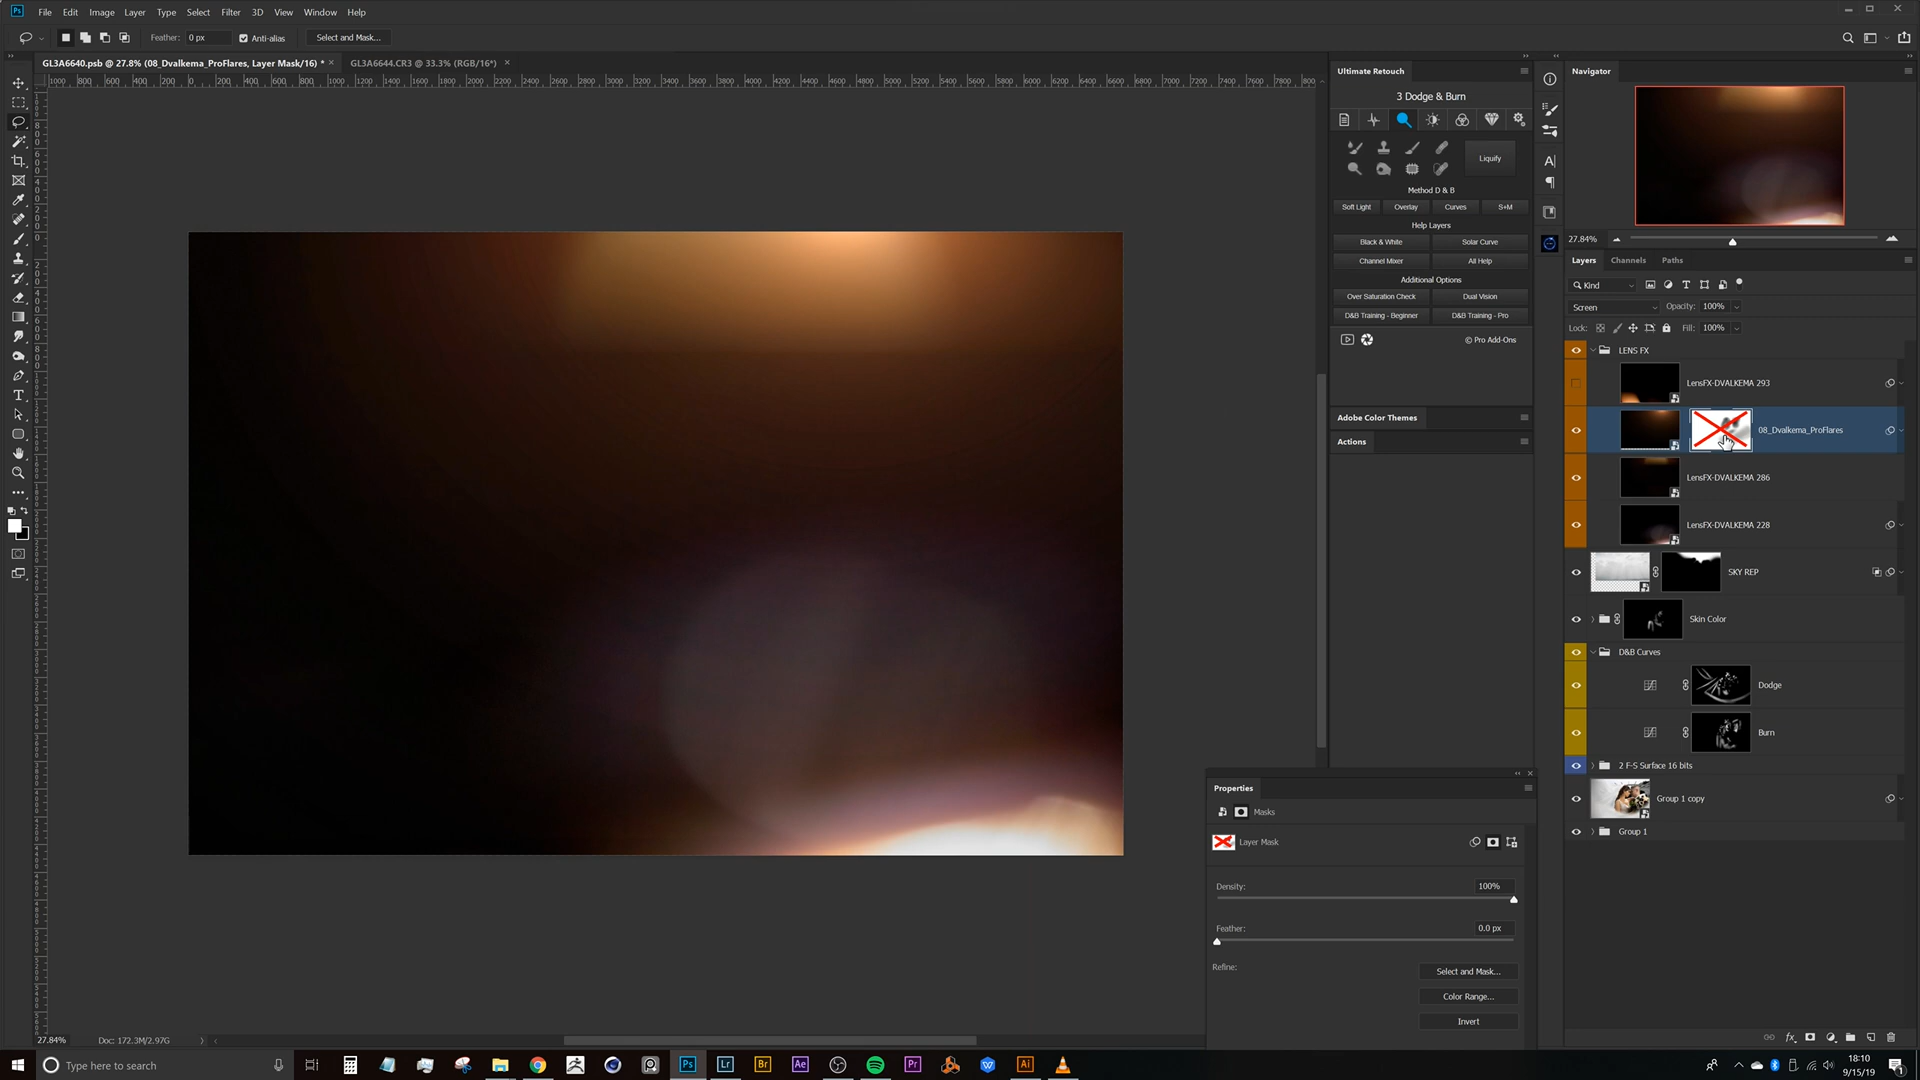 File Edit Image Layer Type Select Filter 3D View Window Help
Feather: 0 px Anti-alias Select and Mask...
GL3A6640.psb @ 27.8% (08_Dvalkema_ProFlares, Layer Mask/16) * × GL3A6644.CR3 @ 33.3% (RGB/16*) ×
Ultimate Retouch
3 Dodge & Burn
Liquify
Method D & B
Soft Light Overlay Curves S+M
Help Layers
Black & White Solar Curve
Channel Mixer All Help
Additional Options
Over Saturation Check Dual Vision
D&B Training - Beginner D&B Training - Pro
© Pro Add-Ons
Adobe Color Themes
Actions
Navigator
27.84%
Layers Channels Paths
Kind
Screen Opacity: 100%
Lock: Fill: 100%
LENS FX
LensFX-DVALKEMA 293
08_Dvalkema_ProFlares
LensFX-DVALKEMA 286
LensFX-DVALKEMA 228
SKY REP
Skin Color
D&B Curves
Dodge
Burn
2 F-S Surface 16 bits
Group 1 copy
Group 1
Properties
Masks
Layer Mask
Density: 100%
Feather: 0.0 px
Refine:
Select and Mask...
Color Range...
Invert
27.84% Doc: 172.3M/2.97G
Type here to search
Ps Lr Br Ae Pr Ai
18:10
9/15/19